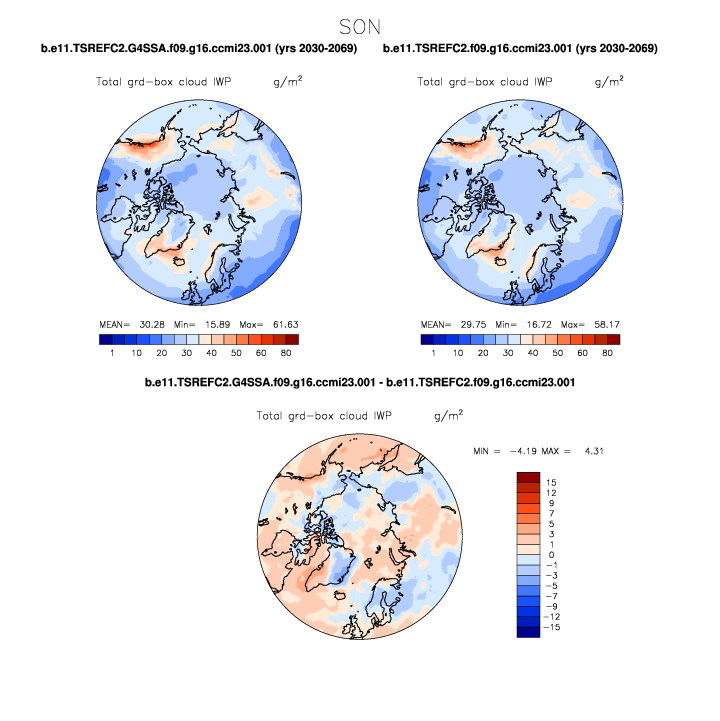 SON
b.e11.TSREFC2.G4SSA.f09.g16.ccmi23.001 (yrs 2030-2069) b.e11.TSREFC2.f09.g16.ccmi23.001 (yrs 2030-2069)
Total grd-box cloud IWP g/m² Total grd-box cloud IWP g/m²
MEAN= 30.28 Min= 15.89 Max= 61.63 MEAN= 29.75 Min= 16.72 Max= 58.17
1 10 20 30 40 50 60 80 1 10 20 30 40 50 60 80
b.e11.TSREFC2.G4SSA.f09.g16.ccmi23.001 - b.e11.TSREFC2.f09.g16.ccmi23.001
Total grd-box cloud IWP g/m²
MIN = -4.19 MAX = 4.31
15
12
9
7
5
3
1
0
-1
-3
-5
-7
-9
-12
-15